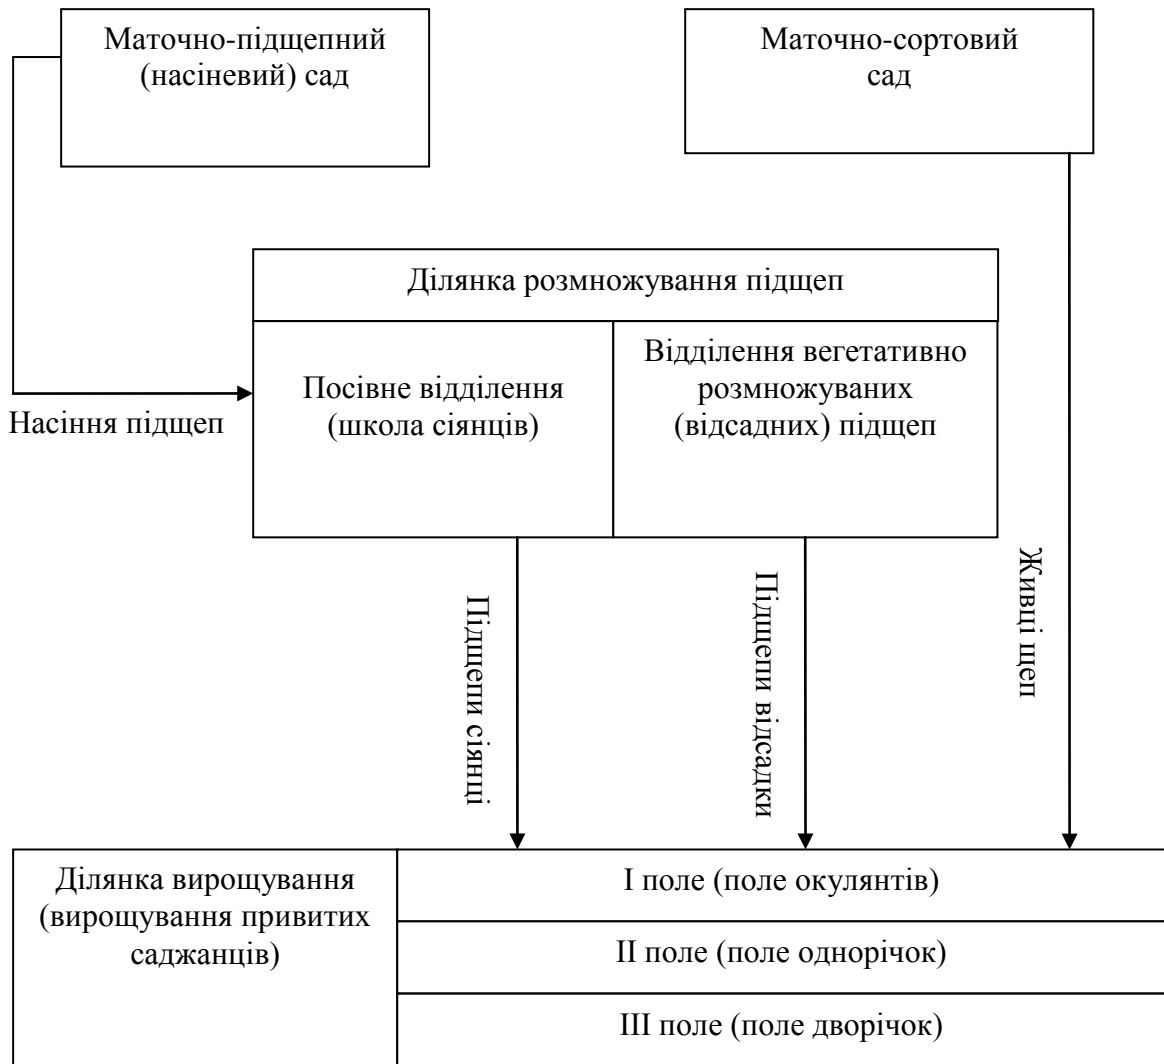 Маточно-підщепний
(насіневий) сад
Маточно-сортовий
сад
Ділянка розмножування підщеп
Посівне відділення
(школа сіянців)
Відділення вегетативно
розмножуваних
(відсадних) підщеп
Насіння підщеп
Підщепи сіянці
Підщепи відсадки
Живці щеп
Ділянка вирощування
(вирощування привитих
саджанців)
І поле (поле окулянтів)
ІІ поле (поле однорічок)
ІІІ поле (поле дворічок)